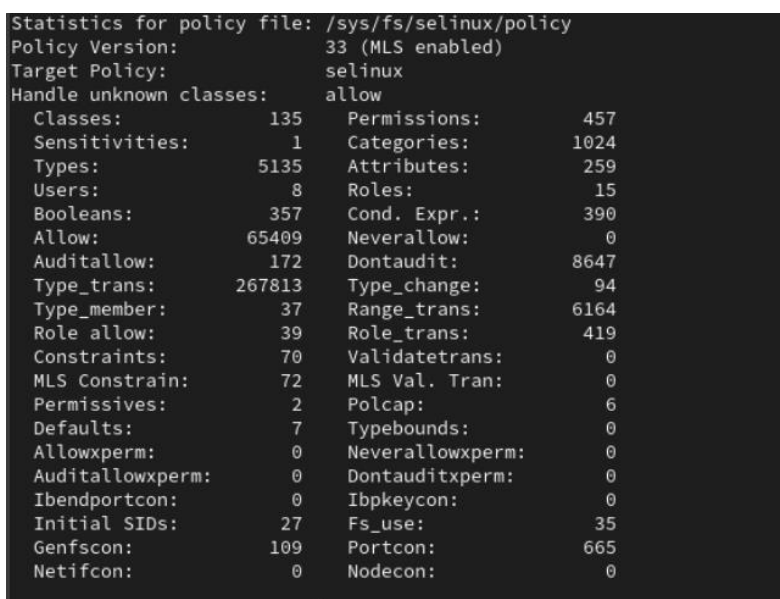 Statistics for policy file: /sys/fs/selinux/policy
Policy Version: 33 (MLS enabled)
Target Policy: selinux
Handle unknown classes: allow
Classes: 135 Permissions: 457
Sensitivities: 1 Categories: 1024
Types: 5135 Attributes: 259
Users: 8 Roles: 15
Booleans: 357 Cond. Expr.: 390
Allow: 65409 Neverallow: 0
Auditallow: 172 Dontaudit: 8647
Type_trans: 267813 Type_change: 94
Type_member: 37 Range_trans: 6164
Role allow: 39 Role_trans: 419
Constraints: 70 Validatetrans: 0
MLS Constrain: 72 MLS Val. Tran: 0
Permissives: 2 Polcap: 6
Defaults: 7 Typebounds: 0
Allowxperm: 0 Neverallowxperm: 0
Auditallowxperm: 0 Dontauditxperm: 0
Ibendportcon: 0 Ibpkeycon: 0
Initial SIDs: 27 Fs_use: 35
Genfscon: 109 Portcon: 665
Netifcon: 0 Nodecon: 0